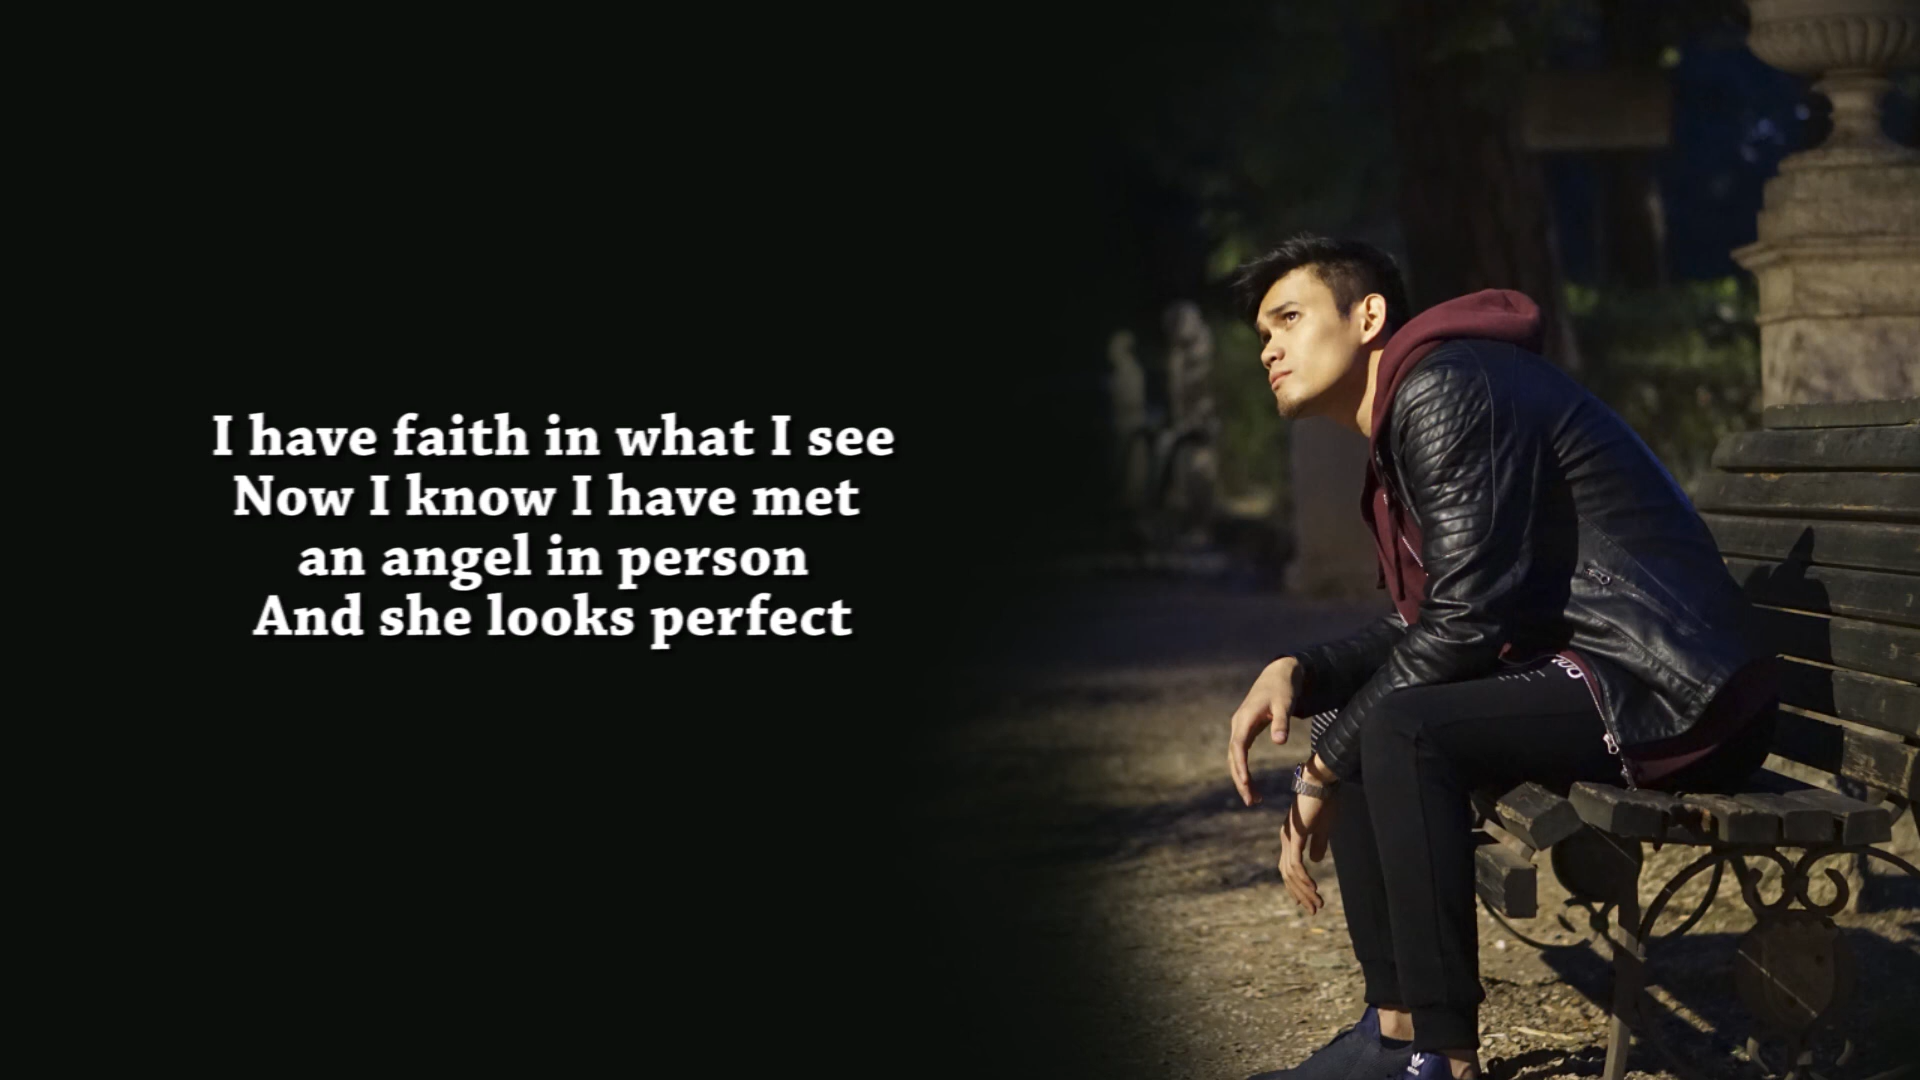 I have faith in what I see
Now I know I have met
an angel in person
And she looks perfect